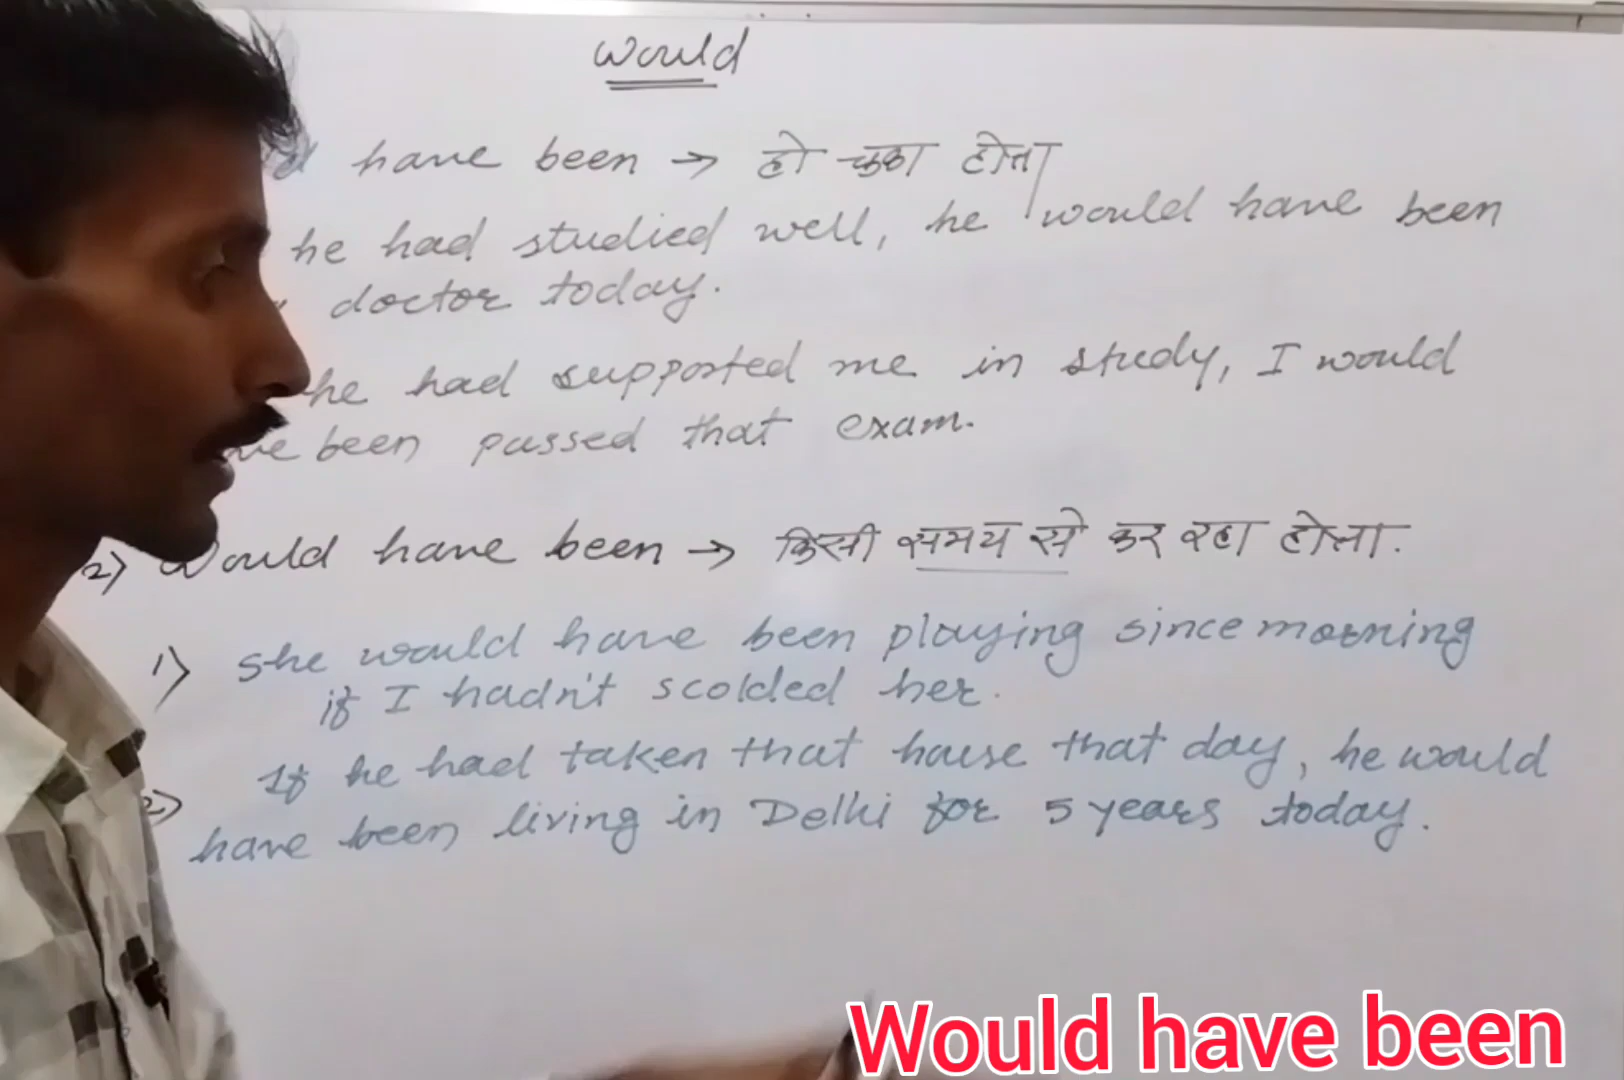 Would
have been → हो चुका होता
he had studied well, he would have been
doctor today.
he had supported me in study, I would
been passed that exam.
2) Would have been → किसी समय से कर रहा होता.
1) She would have been playing since morning
if I hadn't scolded her.
2) If he had taken that house that day, he would
have been living in Delhi for 5 years today.
Would have been